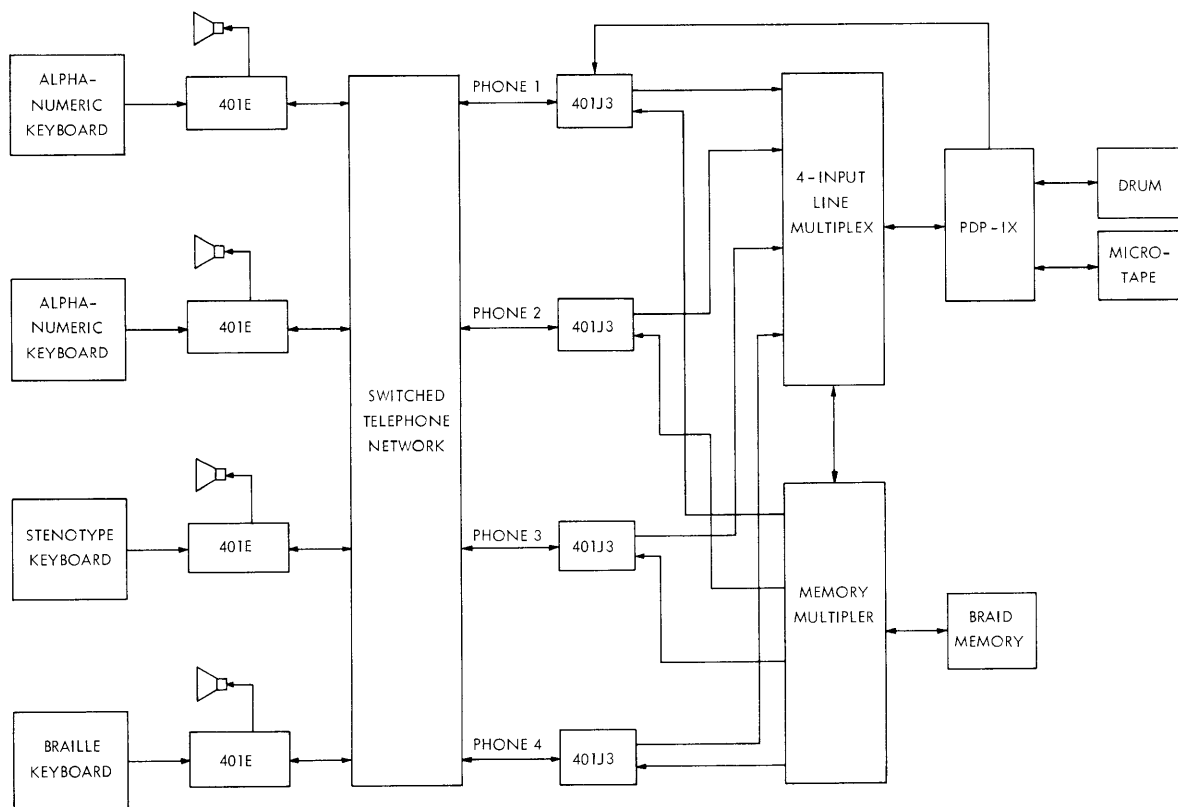 ALPHA-
NUMERIC
KEYBOARD
401E
PHONE 1
401J3
4-INPUT
LINE
MULTIPLEX
PDP-IX
DRUM
MICRO-
TAPE
ALPHA-
NUMERIC
KEYBOARD
401E
PHONE 2
401J3
SWITCHED
TELEPHONE
NETWORK
STENOTYPE
KEYBOARD
401E
PHONE 3
401J3
MEMORY
MULTIPLER
BRAID
MEMORY
BRAILLE
KEYBOARD
401E
PHONE 4
401J3